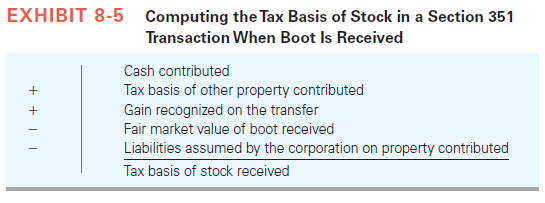 EXHIBIT 8-5 Computing the Tax Basis of Stock in a Section 351
Transaction When Boot Is Received
Cash contributed
+ Tax basis of other property contributed
+ Gain recognized on the transfer
− Fair market value of boot received
− Liabilities assumed by the corporation on property contributed
Tax basis of stock received